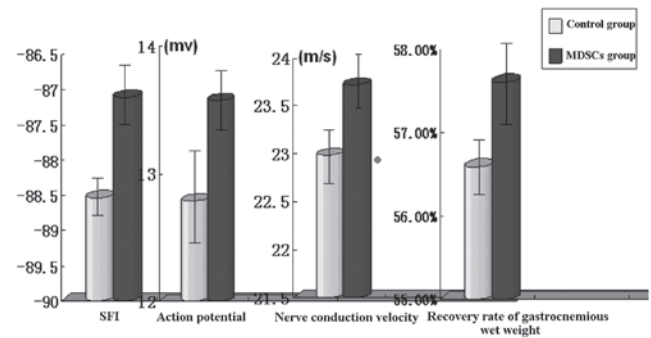 Control group
MDSCs group
-86.5
-87
-87.5
-88
-88.5
-89
-89.5
-90
SFI
14 (mv)
13
12
Action potential
24 (m/s)
23.5
23
22.5
22
21.5
Nerve conduction velocity
58.00%
57.00%
56.00%
55.00%
Recovery rate of gastrocnemious
wet weight